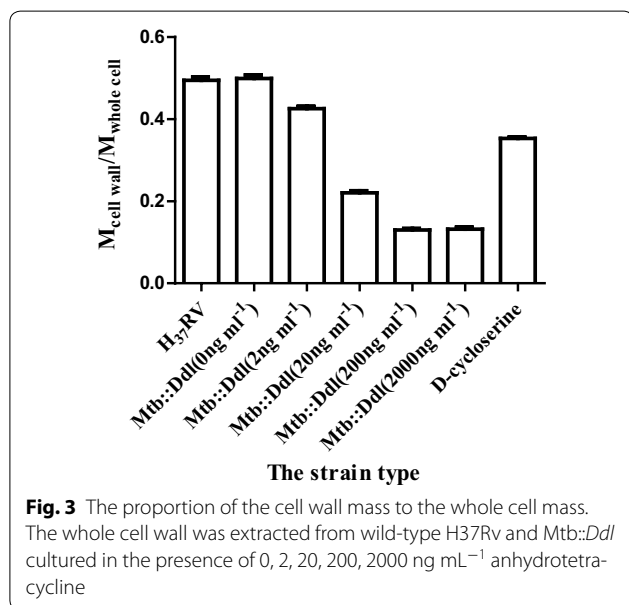 0.6
0.4
0.2
0.0
M cell wall/M whole cell
H37RV
Mtb::Ddl(0ng ml⁻¹)
Mtb::Ddl(2ng ml⁻¹)
Mtb::Ddl(20ng ml⁻¹)
Mtb::Ddl(200ng ml⁻¹)
Mtb::Ddl(2000ng ml⁻¹)
D-cycloserine
The strain type
Fig. 3 The proportion of the cell wall mass to the whole cell mass.
The whole cell wall was extracted from wild-type H37Rv and Mtb::Ddl
cultured in the presence of 0, 2, 20, 200, 2000 ng mL⁻¹ anhydrotetra-
cycline